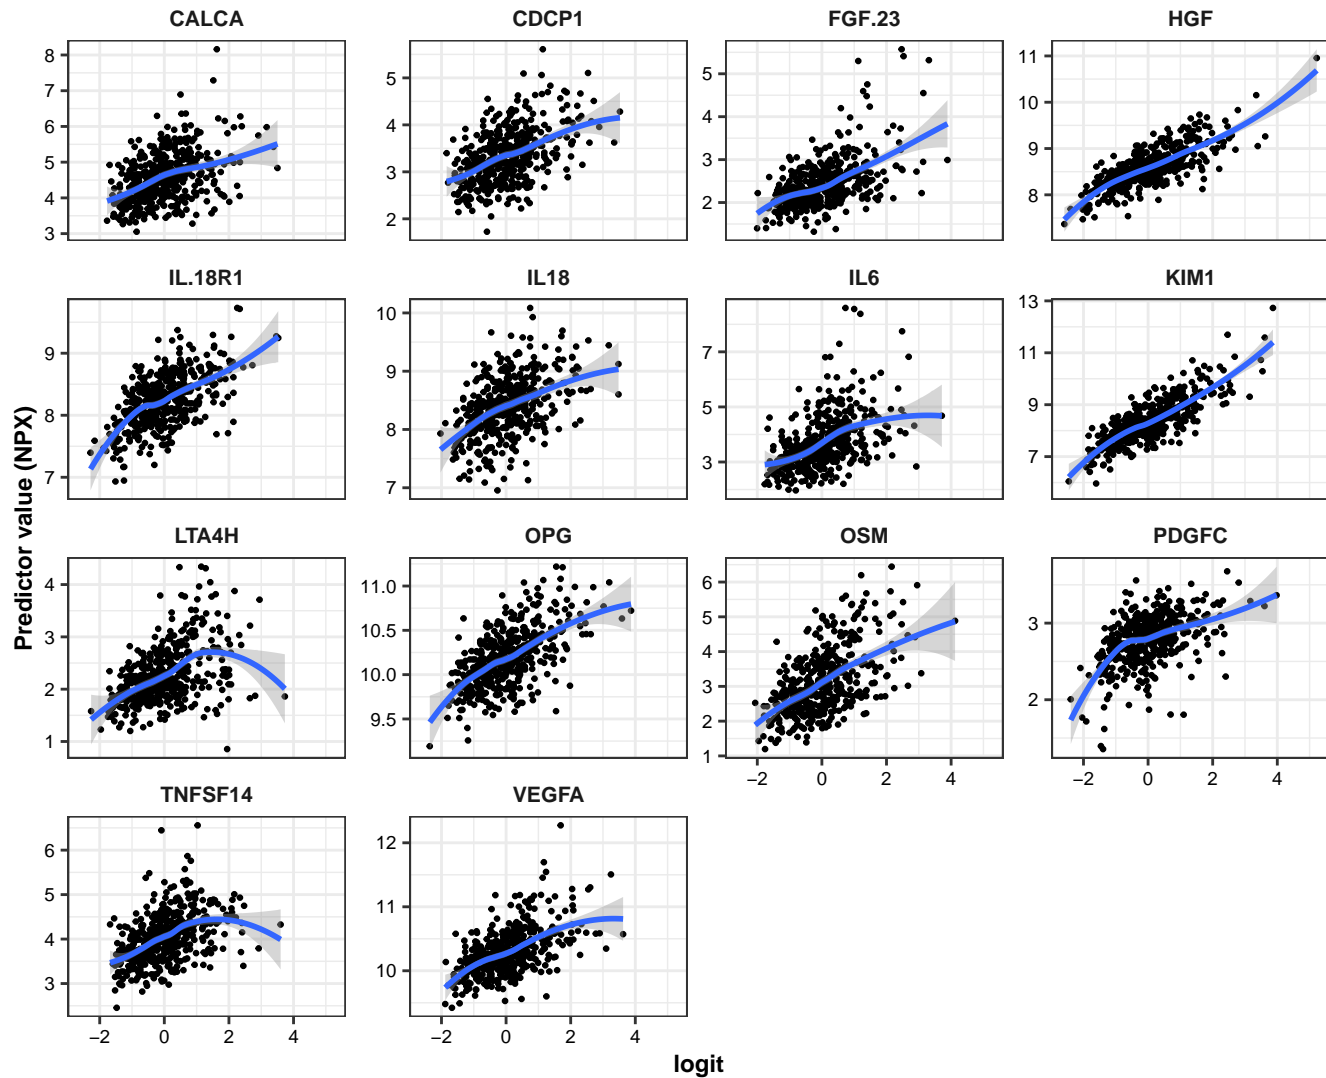 CALCA CDCP1 FGF.23 HGF
8 7 6 5 4 3
5 4 3 2
5 4 3 2
11 10 9 8
IL.18R1 IL18 IL6 KIM1
9 8 7
10 9 8 7
7 5 3
13 11 9 7
Predictor value (NPX)
LTA4H OPG OSM PDGFC
4 3 2 1
11.0 10.5 10.0 9.5
6 5 4 3 2 1
3 2
−2 0 2 4
−2 0 2 4
TNFSF14 VEGFA
6 5 4 3
12 11 10
−2 0 2 4
−2 0 2 4
logit